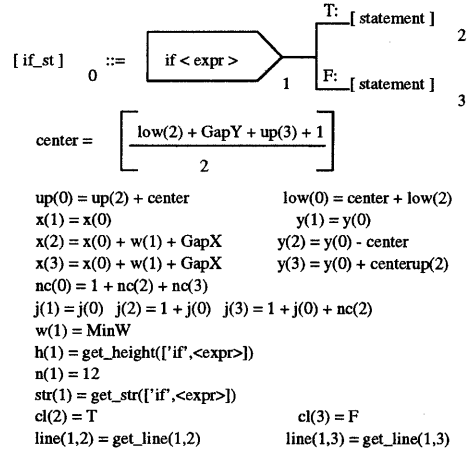 T: [ statement ] 2
[ if_st ] 0 ::= if < expr > 1
F: [ statement ] 3
center = [ low(2) + GapY + up(3) + 1
2 ]
up(0) = up(2) + center low(0) = center + low(2)
x(1) = x(0) y(1) = y(0)
x(2) = x(0) + w(1) + GapX y(2) = y(0) - center
x(3) = x(0) + w(1) + GapX y(3) = y(0) + centerup(2)
nc(0) = 1 + nc(2) + nc(3)
j(1) = j(0) j(2) = 1 + j(0) j(3) = 1 + j(0) + nc(2)
w(1) = MinW
h(1) = get_height(['if',<expr>])
n(1) = 12
str(1) = get_str(['if',<expr>])
cl(2) = T cl(3) = F
line(1,2) = get_line(1,2) line(1,3) = get_line(1,3)